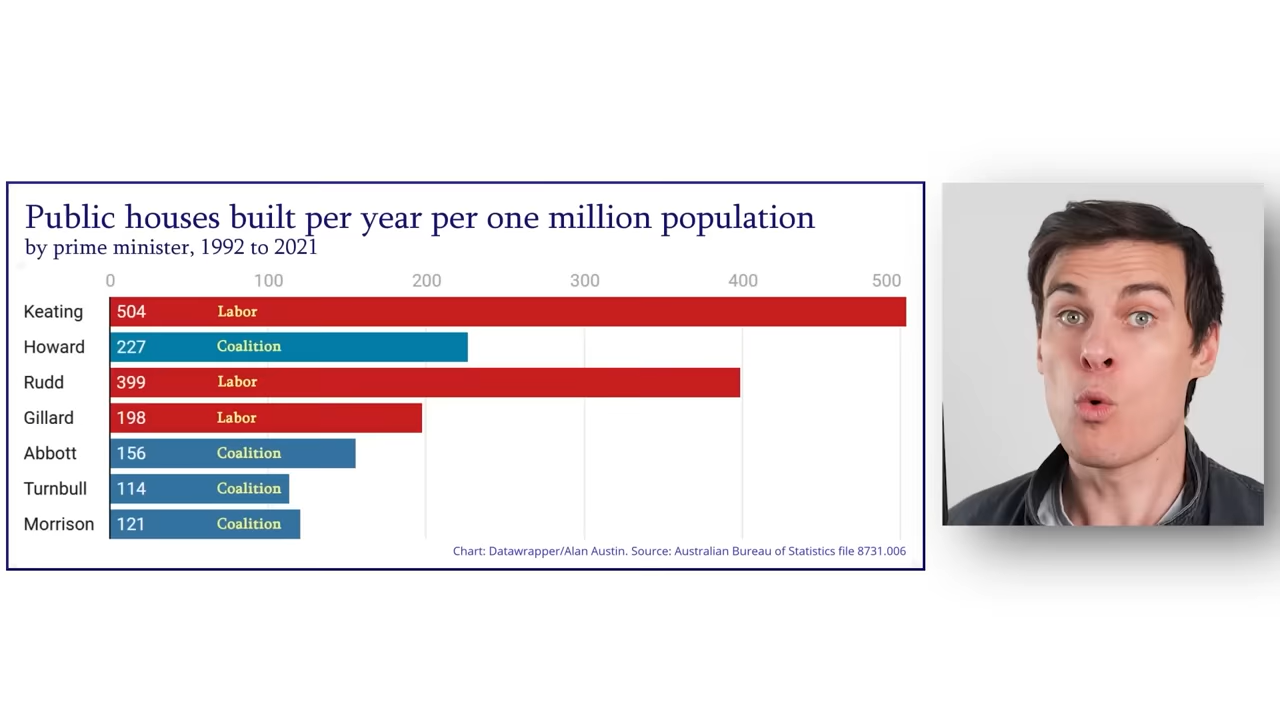 Public houses built per year per one million population
by prime minister, 1992 to 2021
0 100 200 300 400 500
Keating 504 Labor
Howard 227 Coalition
Rudd 399 Labor
Gillard 198 Labor
Abbott 156 Coalition
Turnbull 114 Coalition
Morrison 121 Coalition
Chart: Datawrapper/Alan Austin. Source: Australian Bureau of Statistics file 8731.006